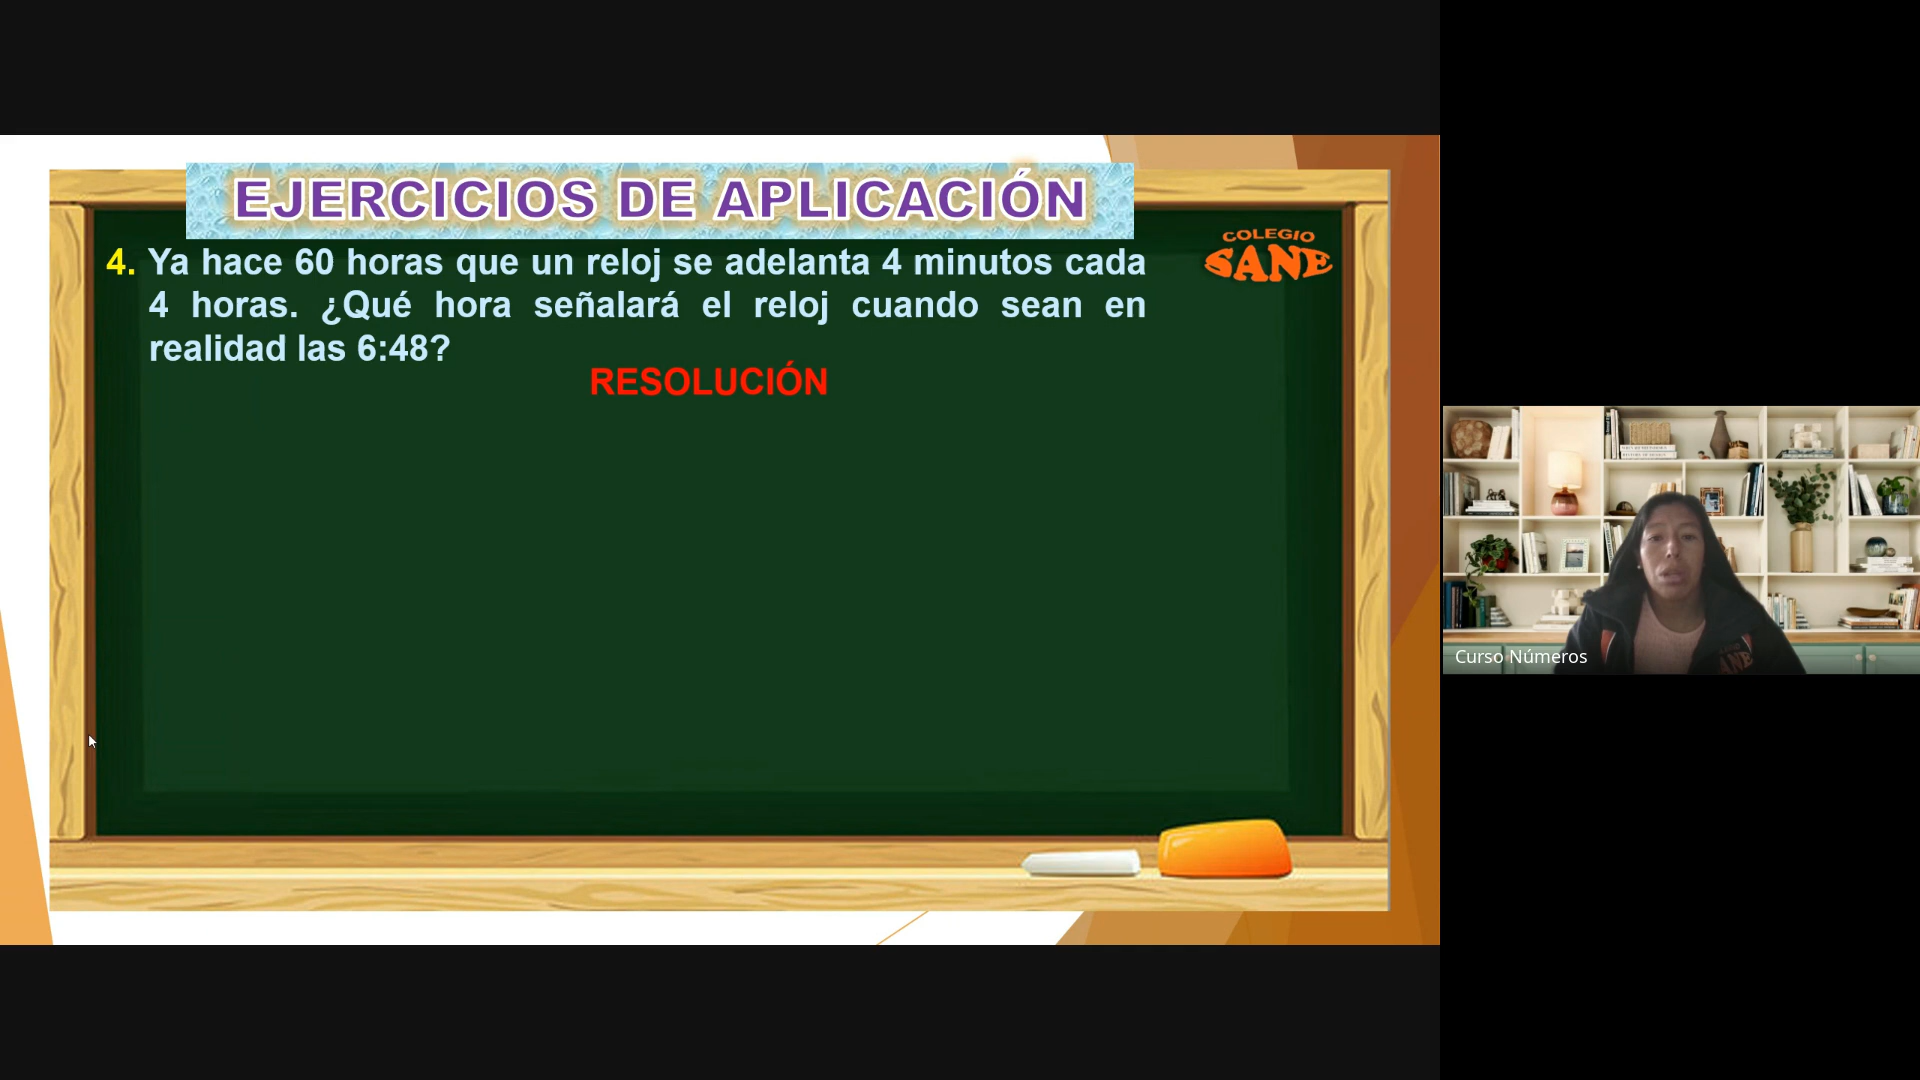 EJERCICIOS DE APLICACIÓN
COLEGIO
SANE
4. Ya hace 60 horas que un reloj se adelanta 4 minutos cada
4 horas. ¿Qué hora señalará el reloj cuando sean en
realidad las 6:48?
RESOLUCIÓN
Curso Números